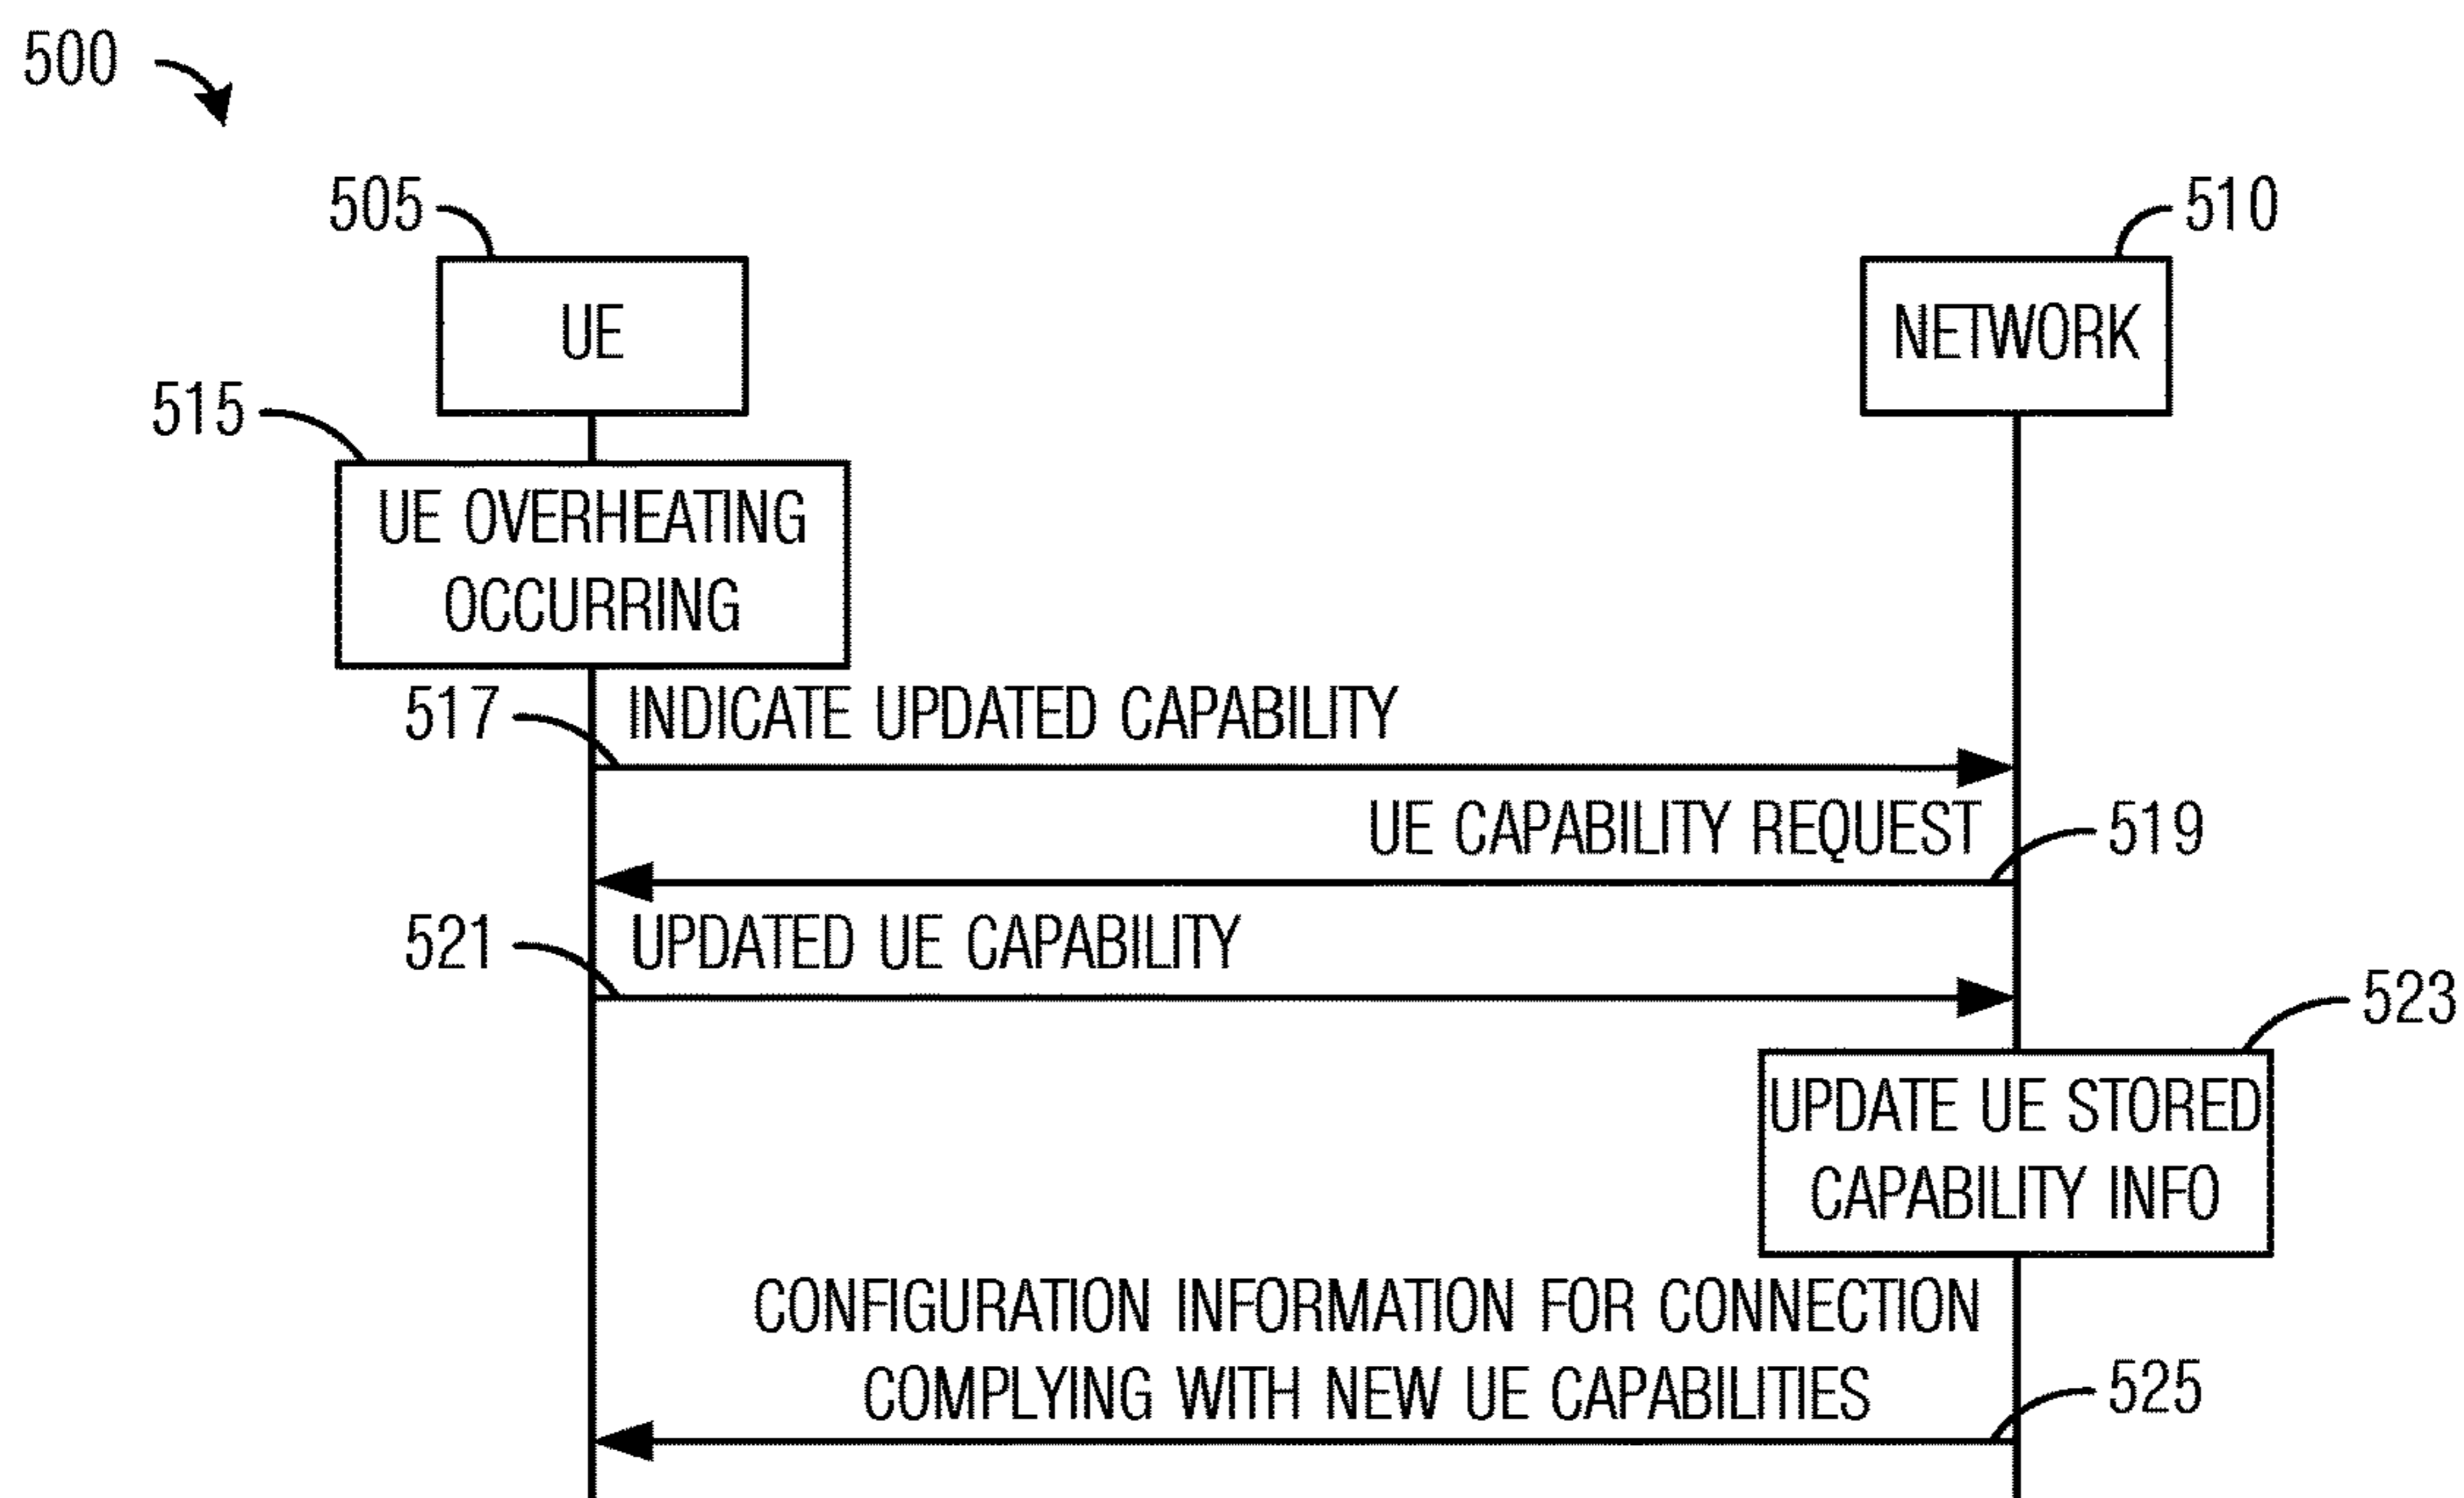 500
505
510
UE
NETWORK
515
UE OVERHEATING
OCCURRING
517
INDICATE UPDATED CAPABILITY
UE CAPABILITY REQUEST
519
521
UPDATED UE CAPABILITY
523
UPDATE UE STORED
CAPABILITY INFO
CONFIGURATION INFORMATION FOR CONNECTION
COMPLYING WITH NEW UE CAPABILITIES
525